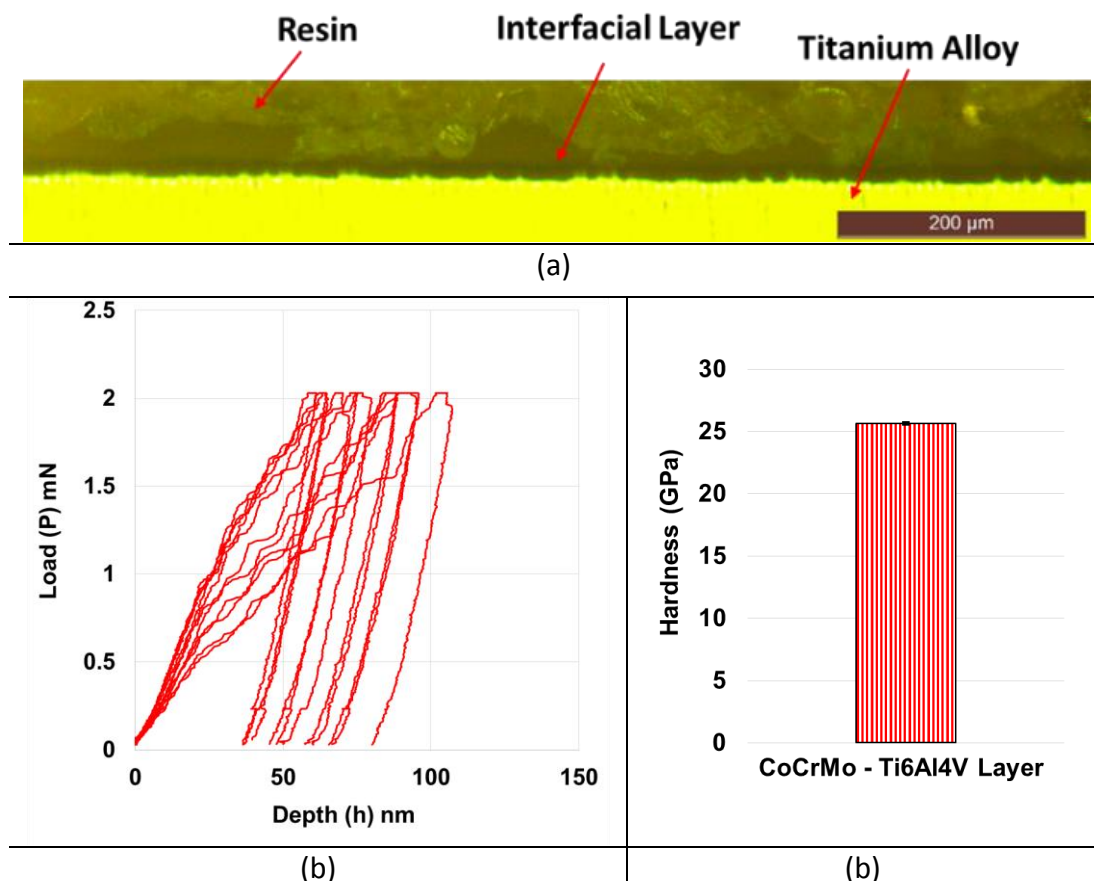 Resin
Interfacial Layer
Titanium Alloy
200 µm
(a)
2.5
2
1.5
1
0.5
0
0
50
100
150
Load (P) mN
Depth (h) nm
(b)
30
25
20
15
10
5
0
Hardness (GPa)
CoCrMo - Ti6Al4V Layer
(b)